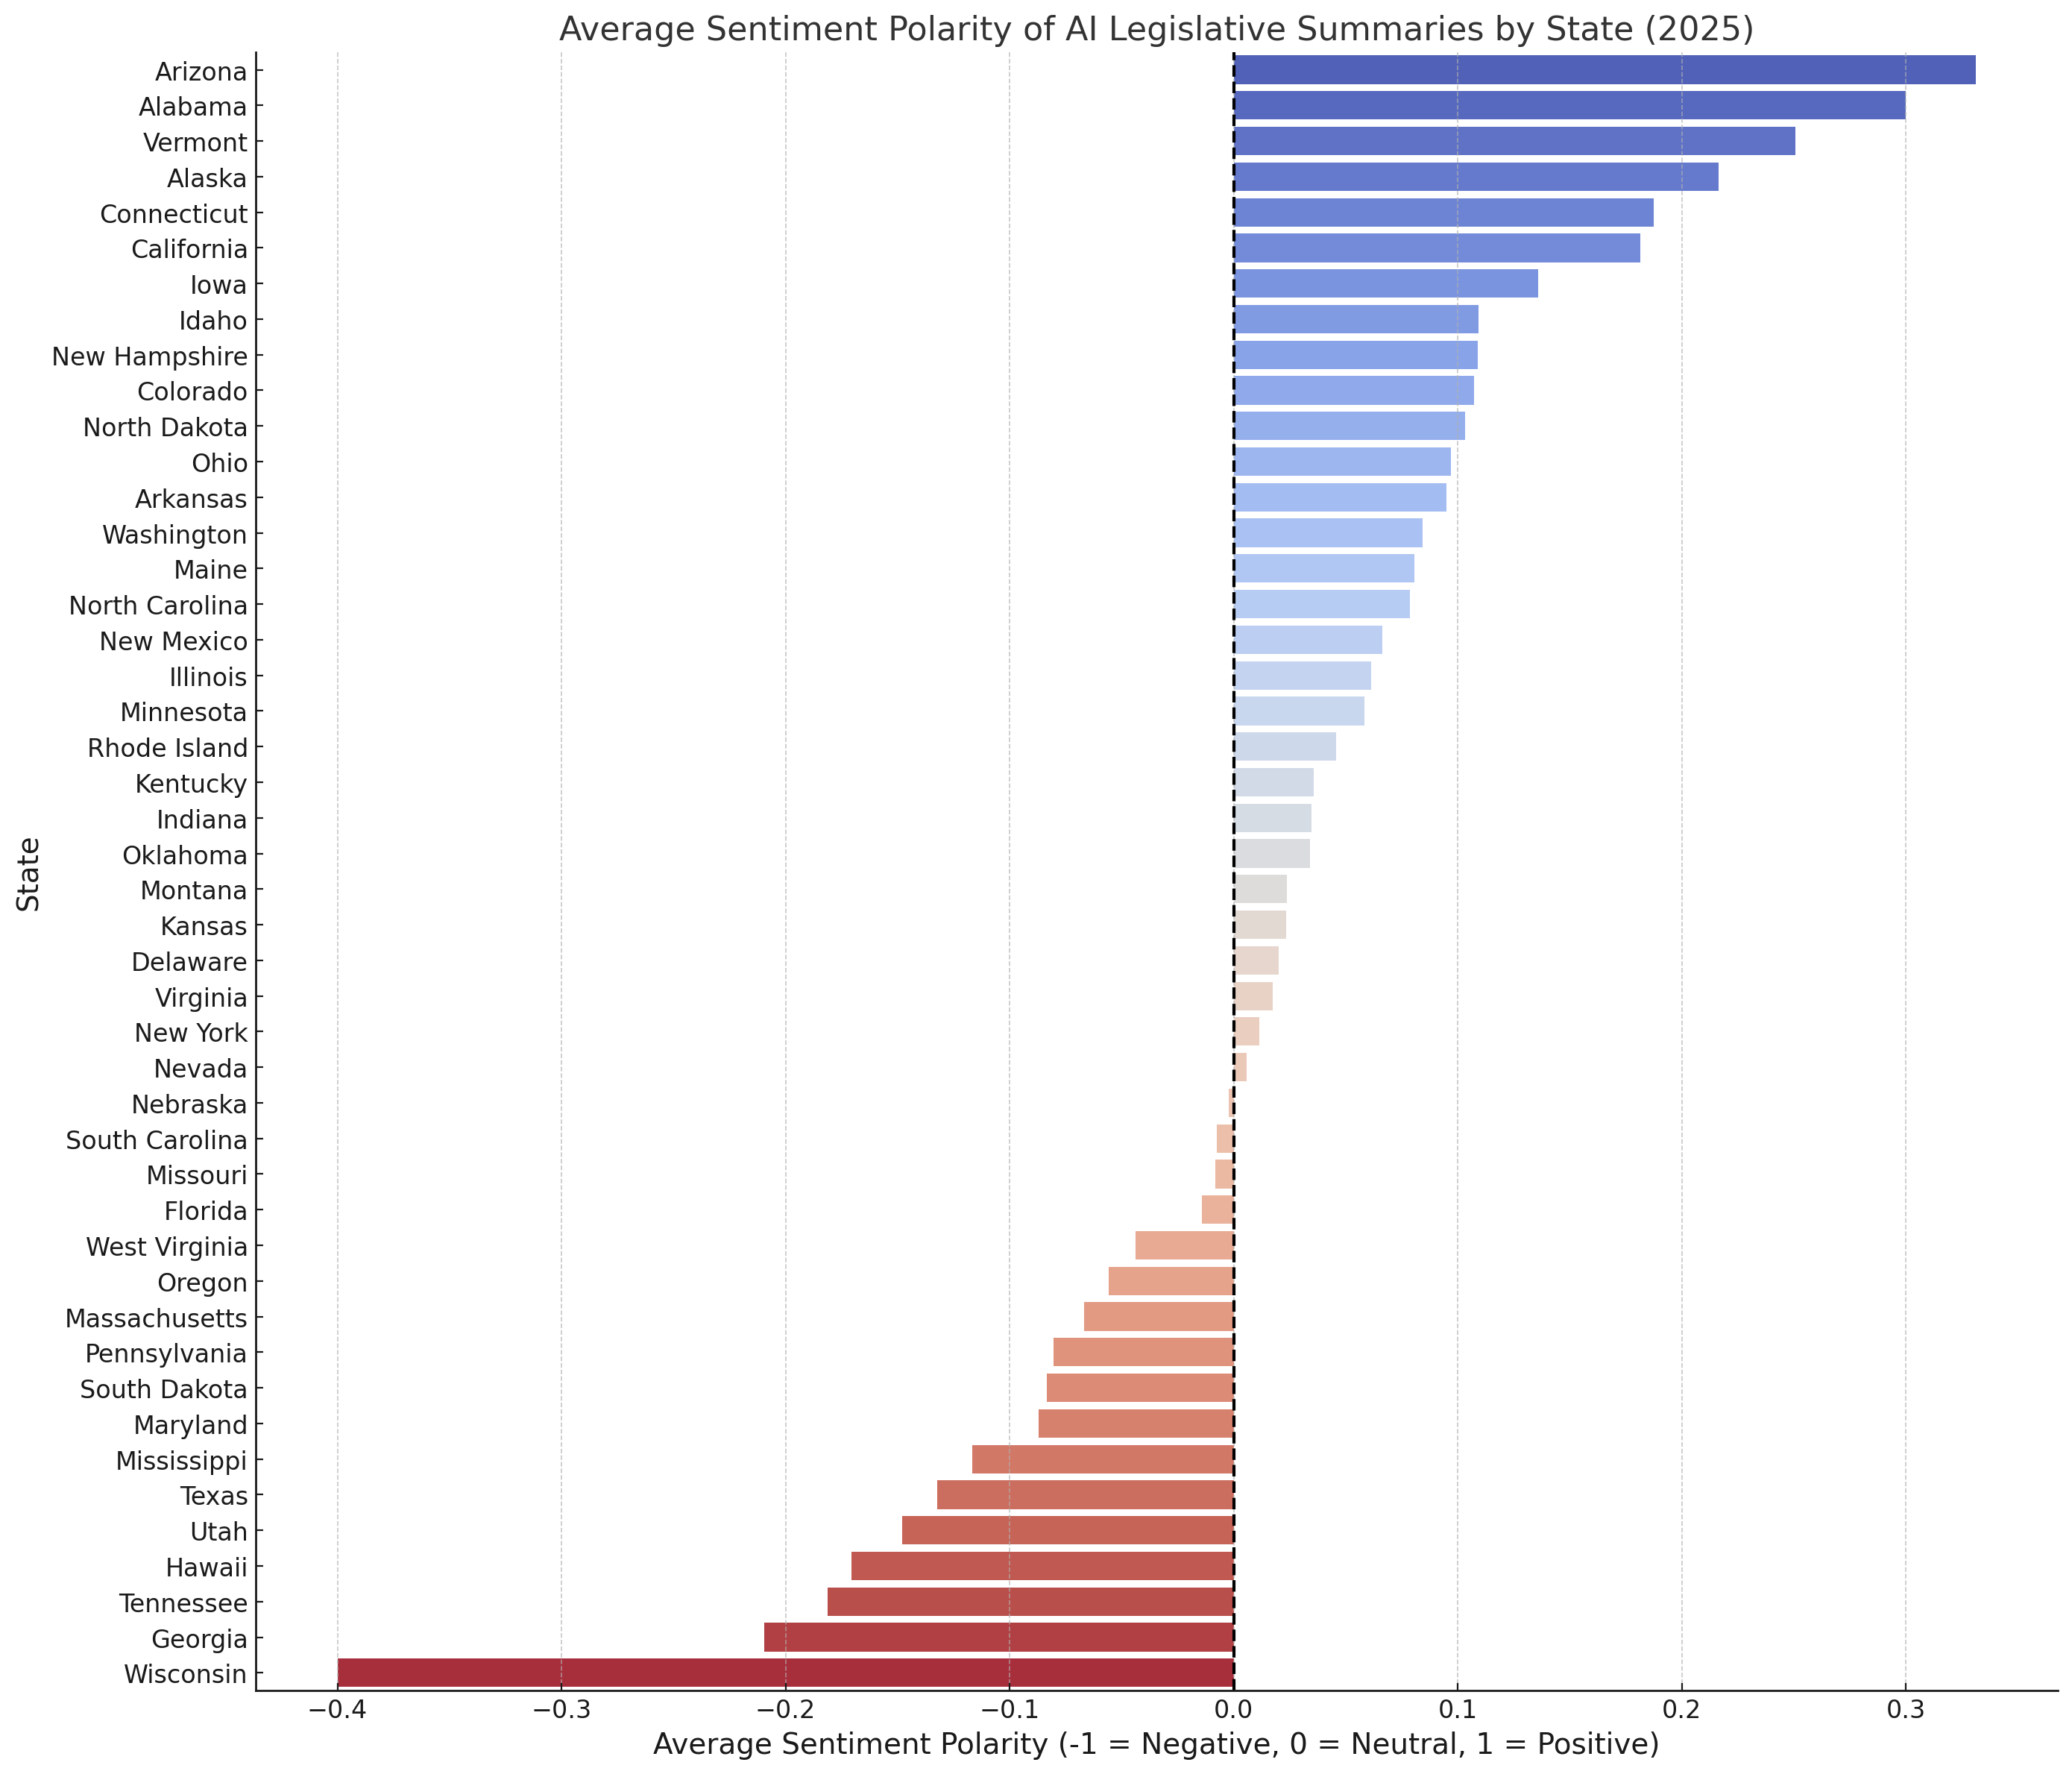 Average Sentiment Polarity of AI Legislative Summaries by State (2025)
Arizona
Alabama
Vermont
Alaska
Connecticut
California
Iowa
Idaho
New Hampshire
Colorado
North Dakota
Ohio
Arkansas
Washington
Maine
North Carolina
New Mexico
Illinois
Minnesota
Rhode Island
Kentucky
Indiana
Oklahoma
Montana
Kansas
Delaware
Virginia
New York
Nevada
Nebraska
South Carolina
Missouri
Florida
West Virginia
Oregon
Massachusetts
Pennsylvania
South Dakota
Maryland
Mississippi
Texas
Utah
Hawaii
Tennessee
Georgia
Wisconsin
State
−0.4 −0.3 −0.2 −0.1 0.0 0.1 0.2 0.3
Average Sentiment Polarity (-1 = Negative, 0 = Neutral, 1 = Positive)